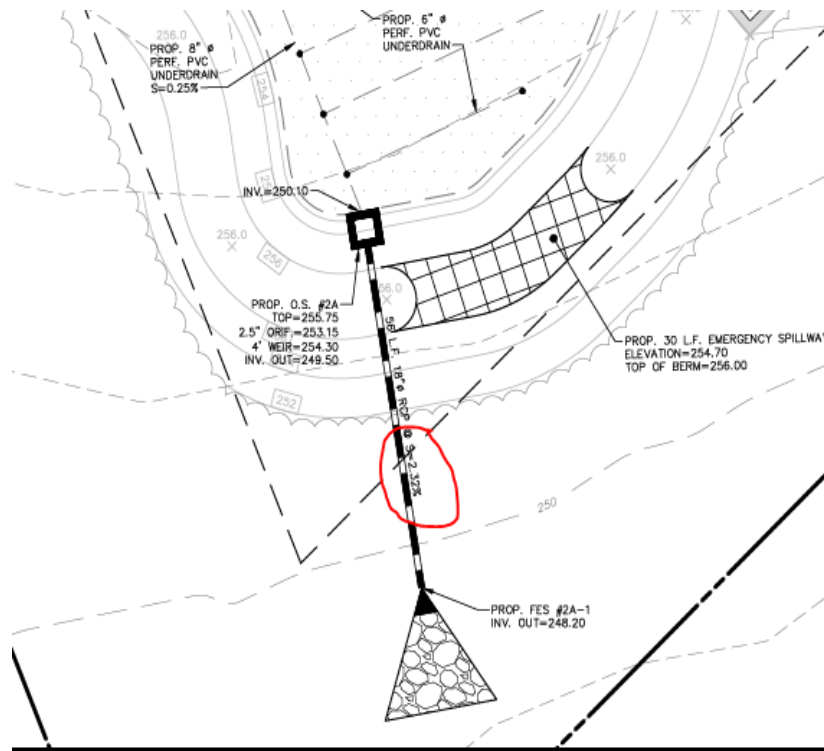 PROP. 8" ø
PERF. PVC
UNDERDRAIN
S=0.25%
PROP. 6" ø
PERF. PVC
UNDERDRAIN
256.0
254
INV.=250.10
256.0
256.0
256
256.0
PROP. O.S. #2A
TOP=255.75
2.5" ORIF.=253.15
4' WEIR=254.30
INV. OUT=249.50
56 L.F. 18"ø RCP @ S=2.32%
PROP. 30 L.F. EMERGENCY SPILLWAY
ELEVATION=254.70
TOP OF BERM=256.00
252
250
PROP. FES #2A-1
INV. OUT=248.20